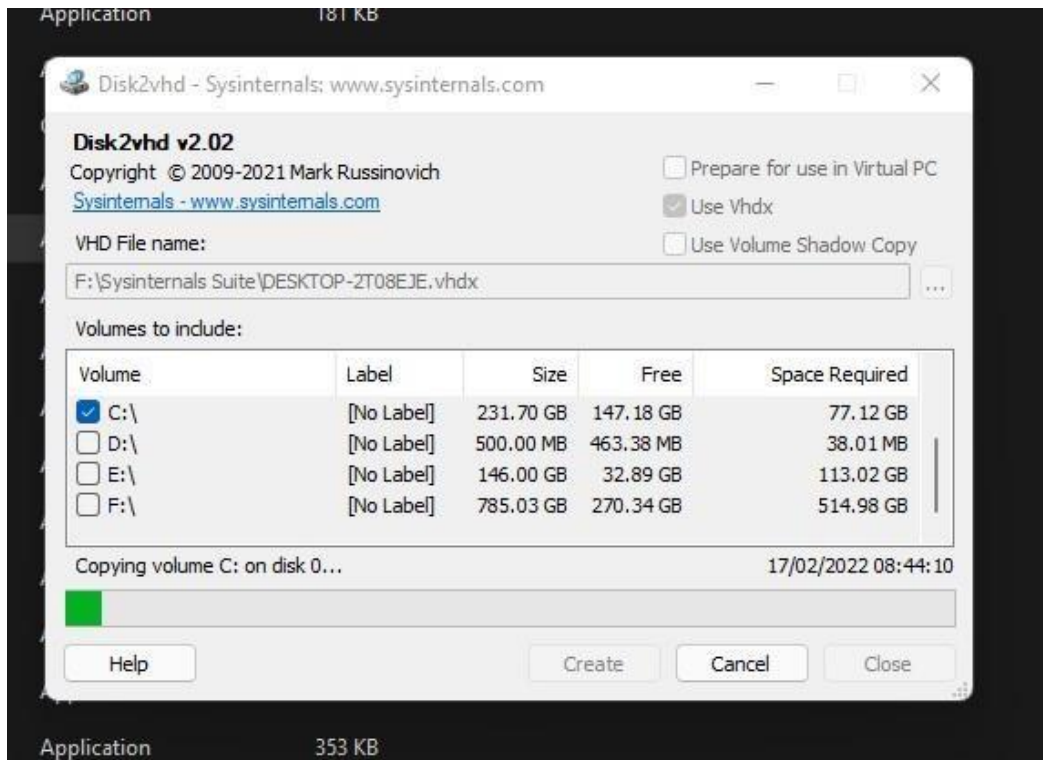 Application 181 KB
Disk2vhd - Sysinternals: www.sysinternals.com
Disk2vhd v2.02
Copyright © 2009-2021 Mark Russinovich
Sysinternals - www.sysinternals.com
Prepare for use in Virtual PC
Use Vhdx
Use Volume Shadow Copy
VHD File name:
F:\Sysinternals Suite\DESKTOP-2T08EJE.vhdx
...
Volumes to include:
Volume Label Size Free Space Required
C:\ [No Label] 231.70 GB 147.18 GB 77.12 GB
D:\ [No Label] 500.00 MB 463.38 MB 38.01 MB
E:\ [No Label] 146.00 GB 32.89 GB 113.02 GB
F:\ [No Label] 785.03 GB 270.34 GB 514.98 GB
Copying volume C: on disk 0... 17/02/2022 08:44:10
Help Create Cancel Close
Application 353 KB